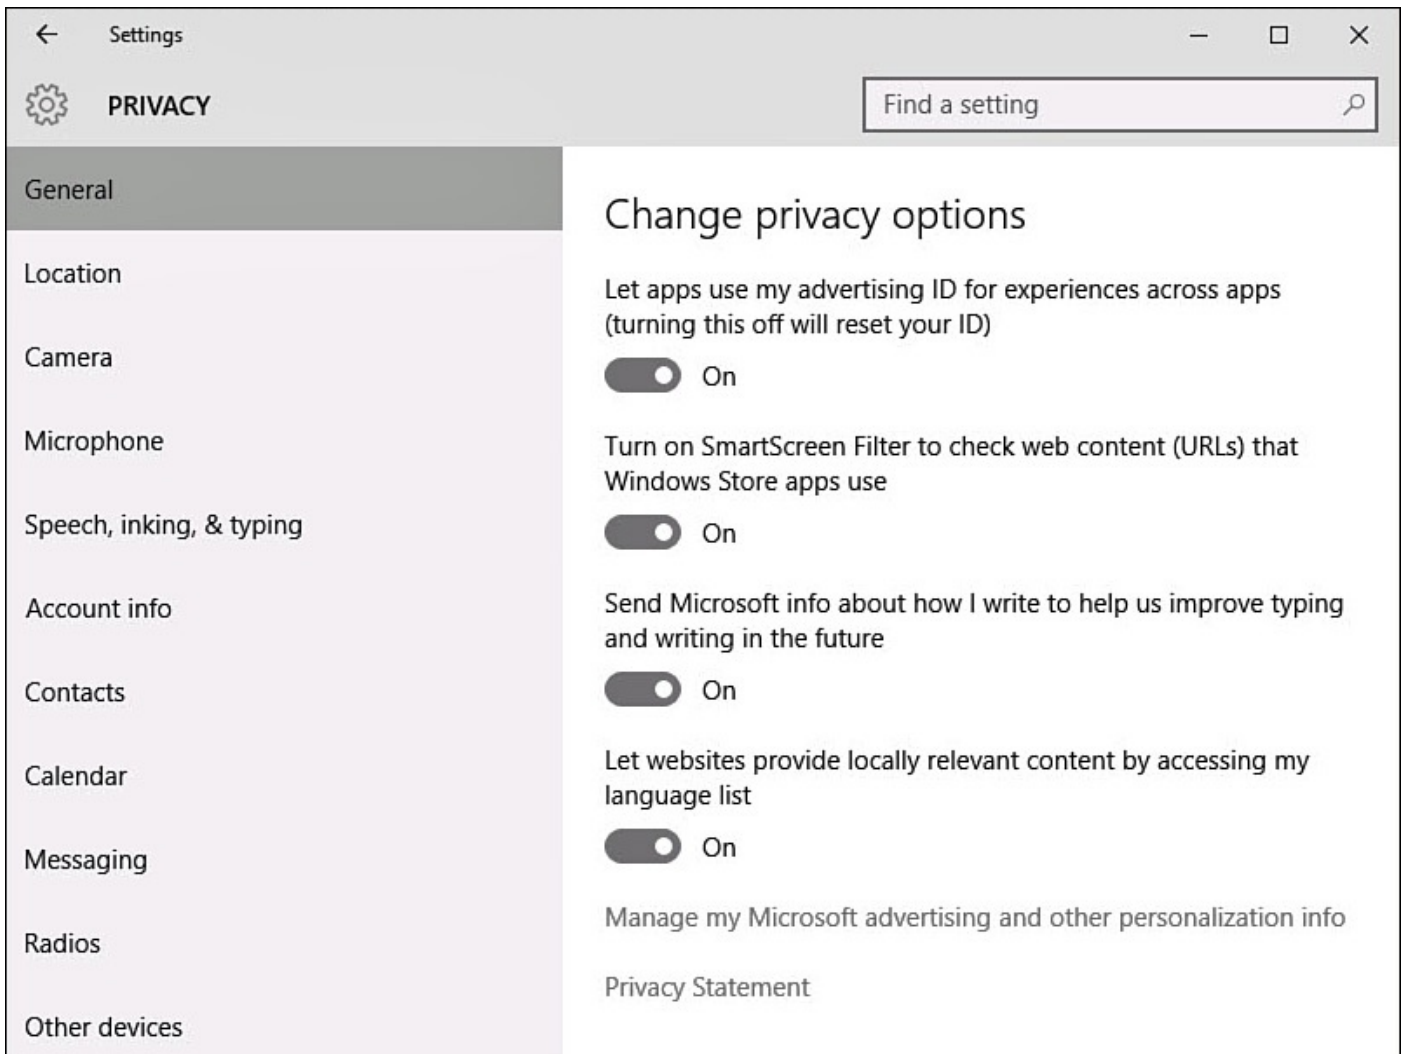 Settings
PRIVACY
Find a setting
General
Location
Camera
Microphone
Speech, inking, & typing
Account info
Contacts
Calendar
Messaging
Radios
Other devices
Change privacy options
Let apps use my advertising ID for experiences across apps
(turning this off will reset your ID)
On
Turn on SmartScreen Filter to check web content (URLs) that
Windows Store apps use
On
Send Microsoft info about how I write to help us improve typing
and writing in the future
On
Let websites provide locally relevant content by accessing my
language list
On
Manage my Microsoft advertising and other personalization info
Privacy Statement